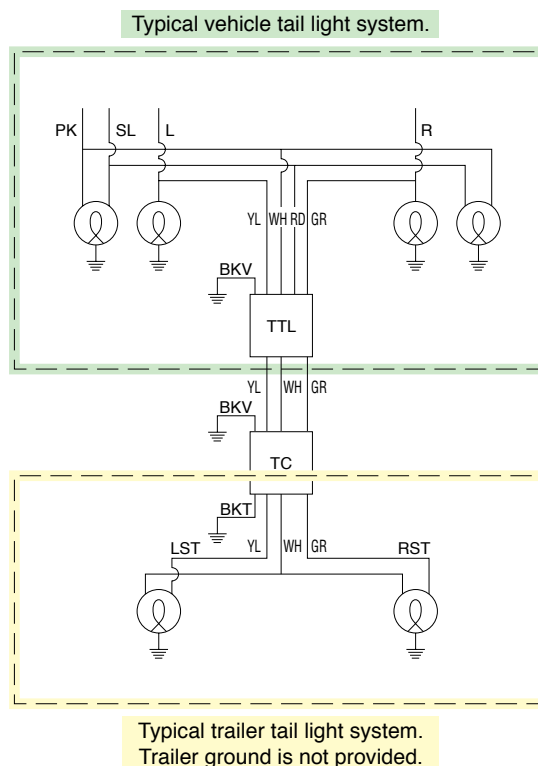 Typical vehicle tail light system.
PK SL L R
YL WH RD GR
BKV
TTL
YL WH GR
BKV
TC
BKT
LST YL WH GR RST
Typical trailer tail light system.
Trailer ground is not provided.